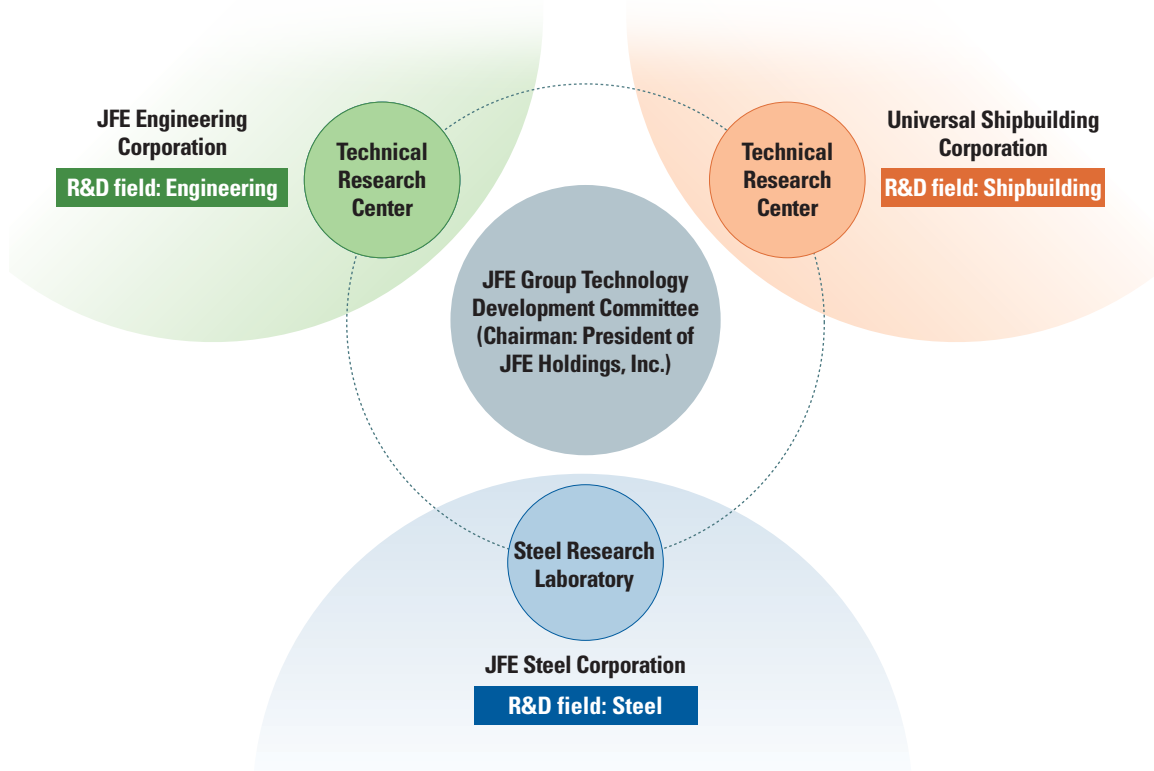 JFE Engineering
Corporation
R&D field: Engineering
Technical
Research
Center
Technical
Research
Center
Universal Shipbuilding
Corporation
R&D field: Shipbuilding
JFE Group Technology
Development Committee
(Chairman: President of
JFE Holdings, Inc.)
Steel Research
Laboratory
JFE Steel Corporation
R&D field: Steel